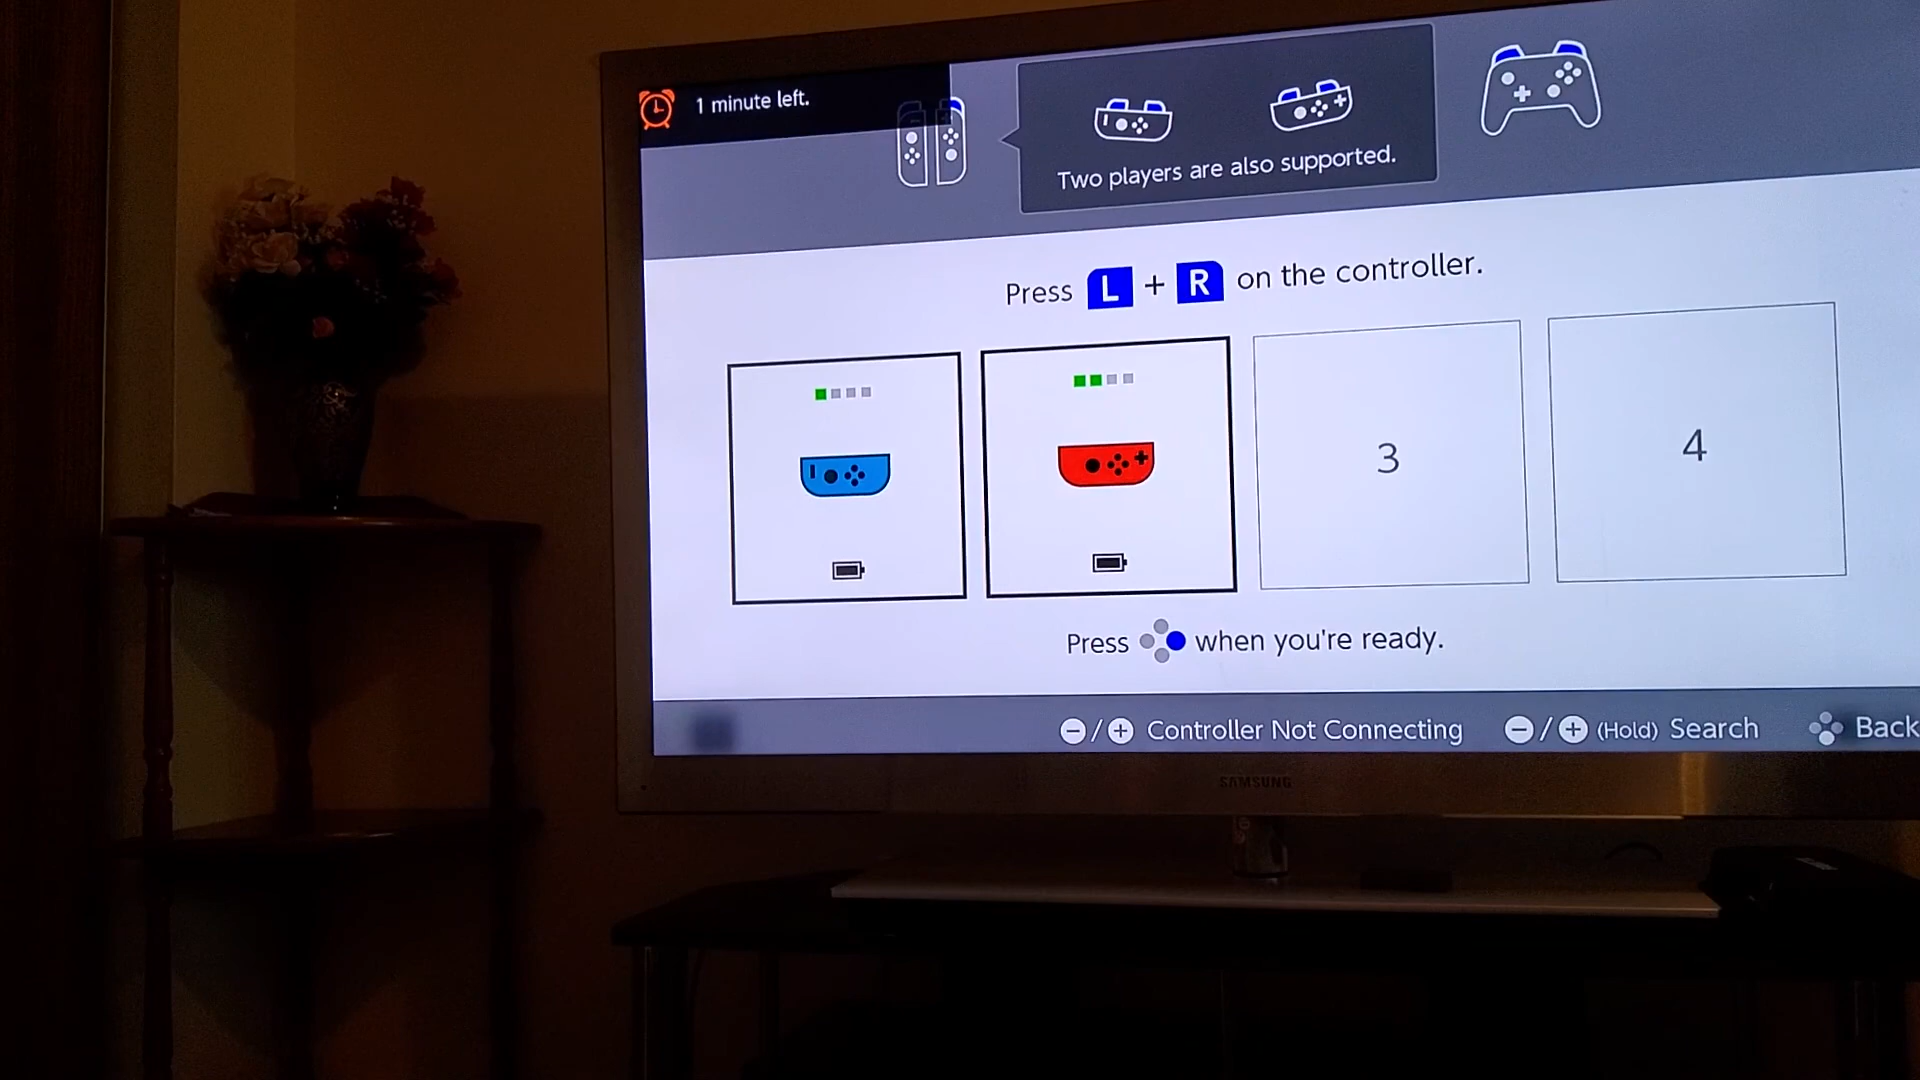 1 minute left.
Two players are also supported.
Press L + R on the controller.
3
4
Press when you're ready.
−/+ Controller Not Connecting
−/+ (Hold) Search
Back
SAMSUNG